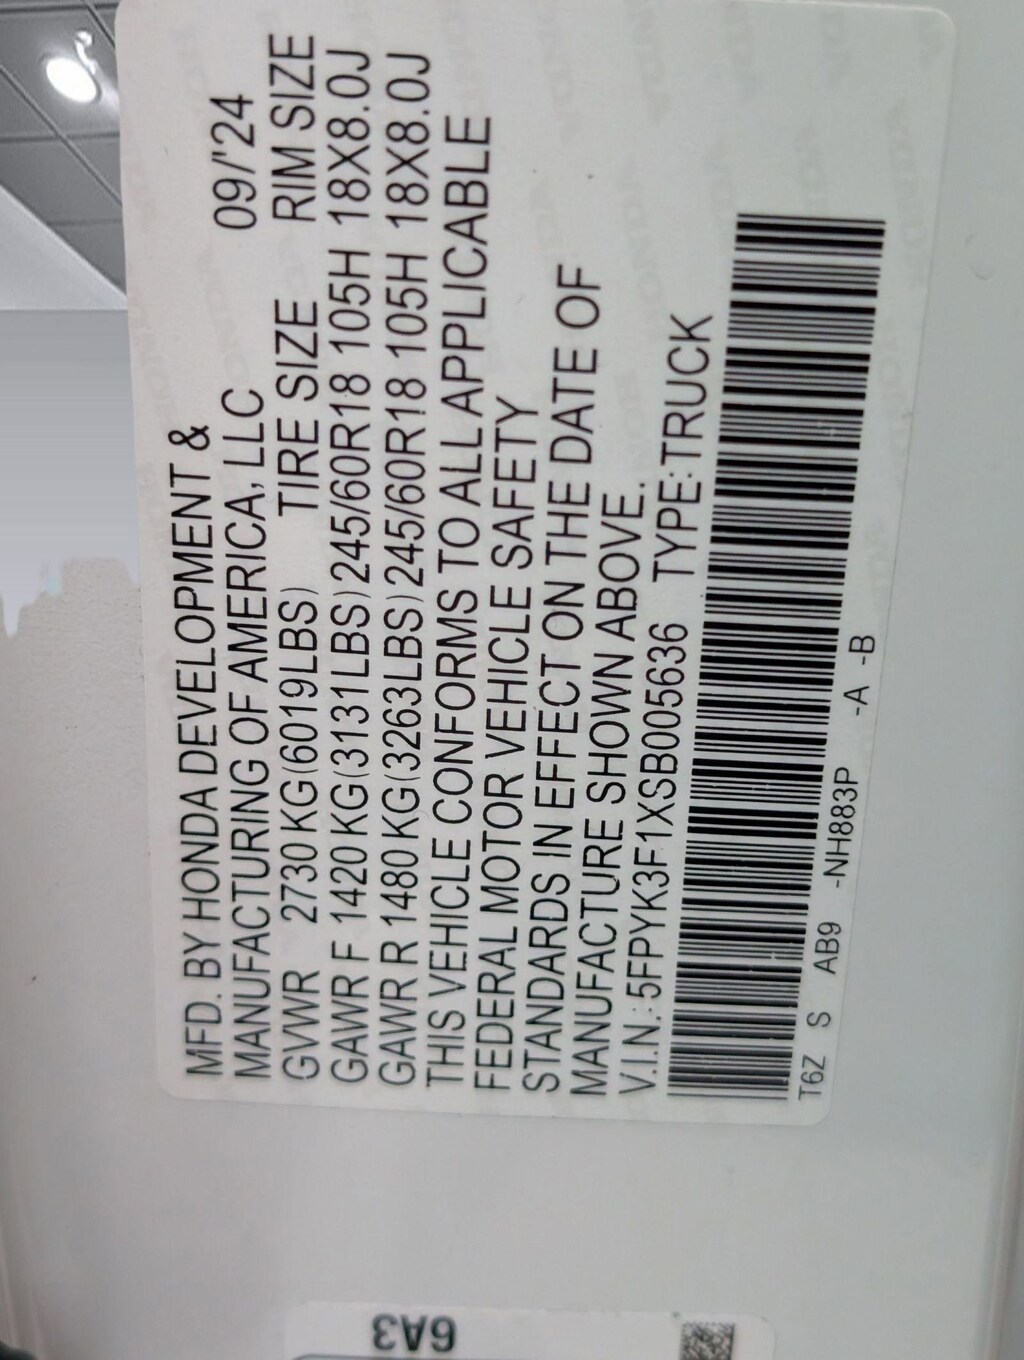 MFD. BY HONDA DEVELOPMENT &
MANUFACTURING OF AMERICA, LLC 09/'24
GVWR 2730 KG(6019LBS) TIRE SIZE RIM SIZE
GAWR F 1420 KG(3131LBS)245/60R18 105H 18X8.0J
GAWR R 1480 KG(3263LBS)245/60R18 105H 18X8.0J
THIS VEHICLE CONFORMS TO ALL APPLICABLE
FEDERAL MOTOR VEHICLE SAFETY
STANDARDS IN EFFECT ON THE DATE OF
MANUFACTURE SHOWN ABOVE.
V.I.N.:5FPYK3F1XSB005636 TYPE:TRUCK
T6Z S AB9 -NH883P -A -B
6A3